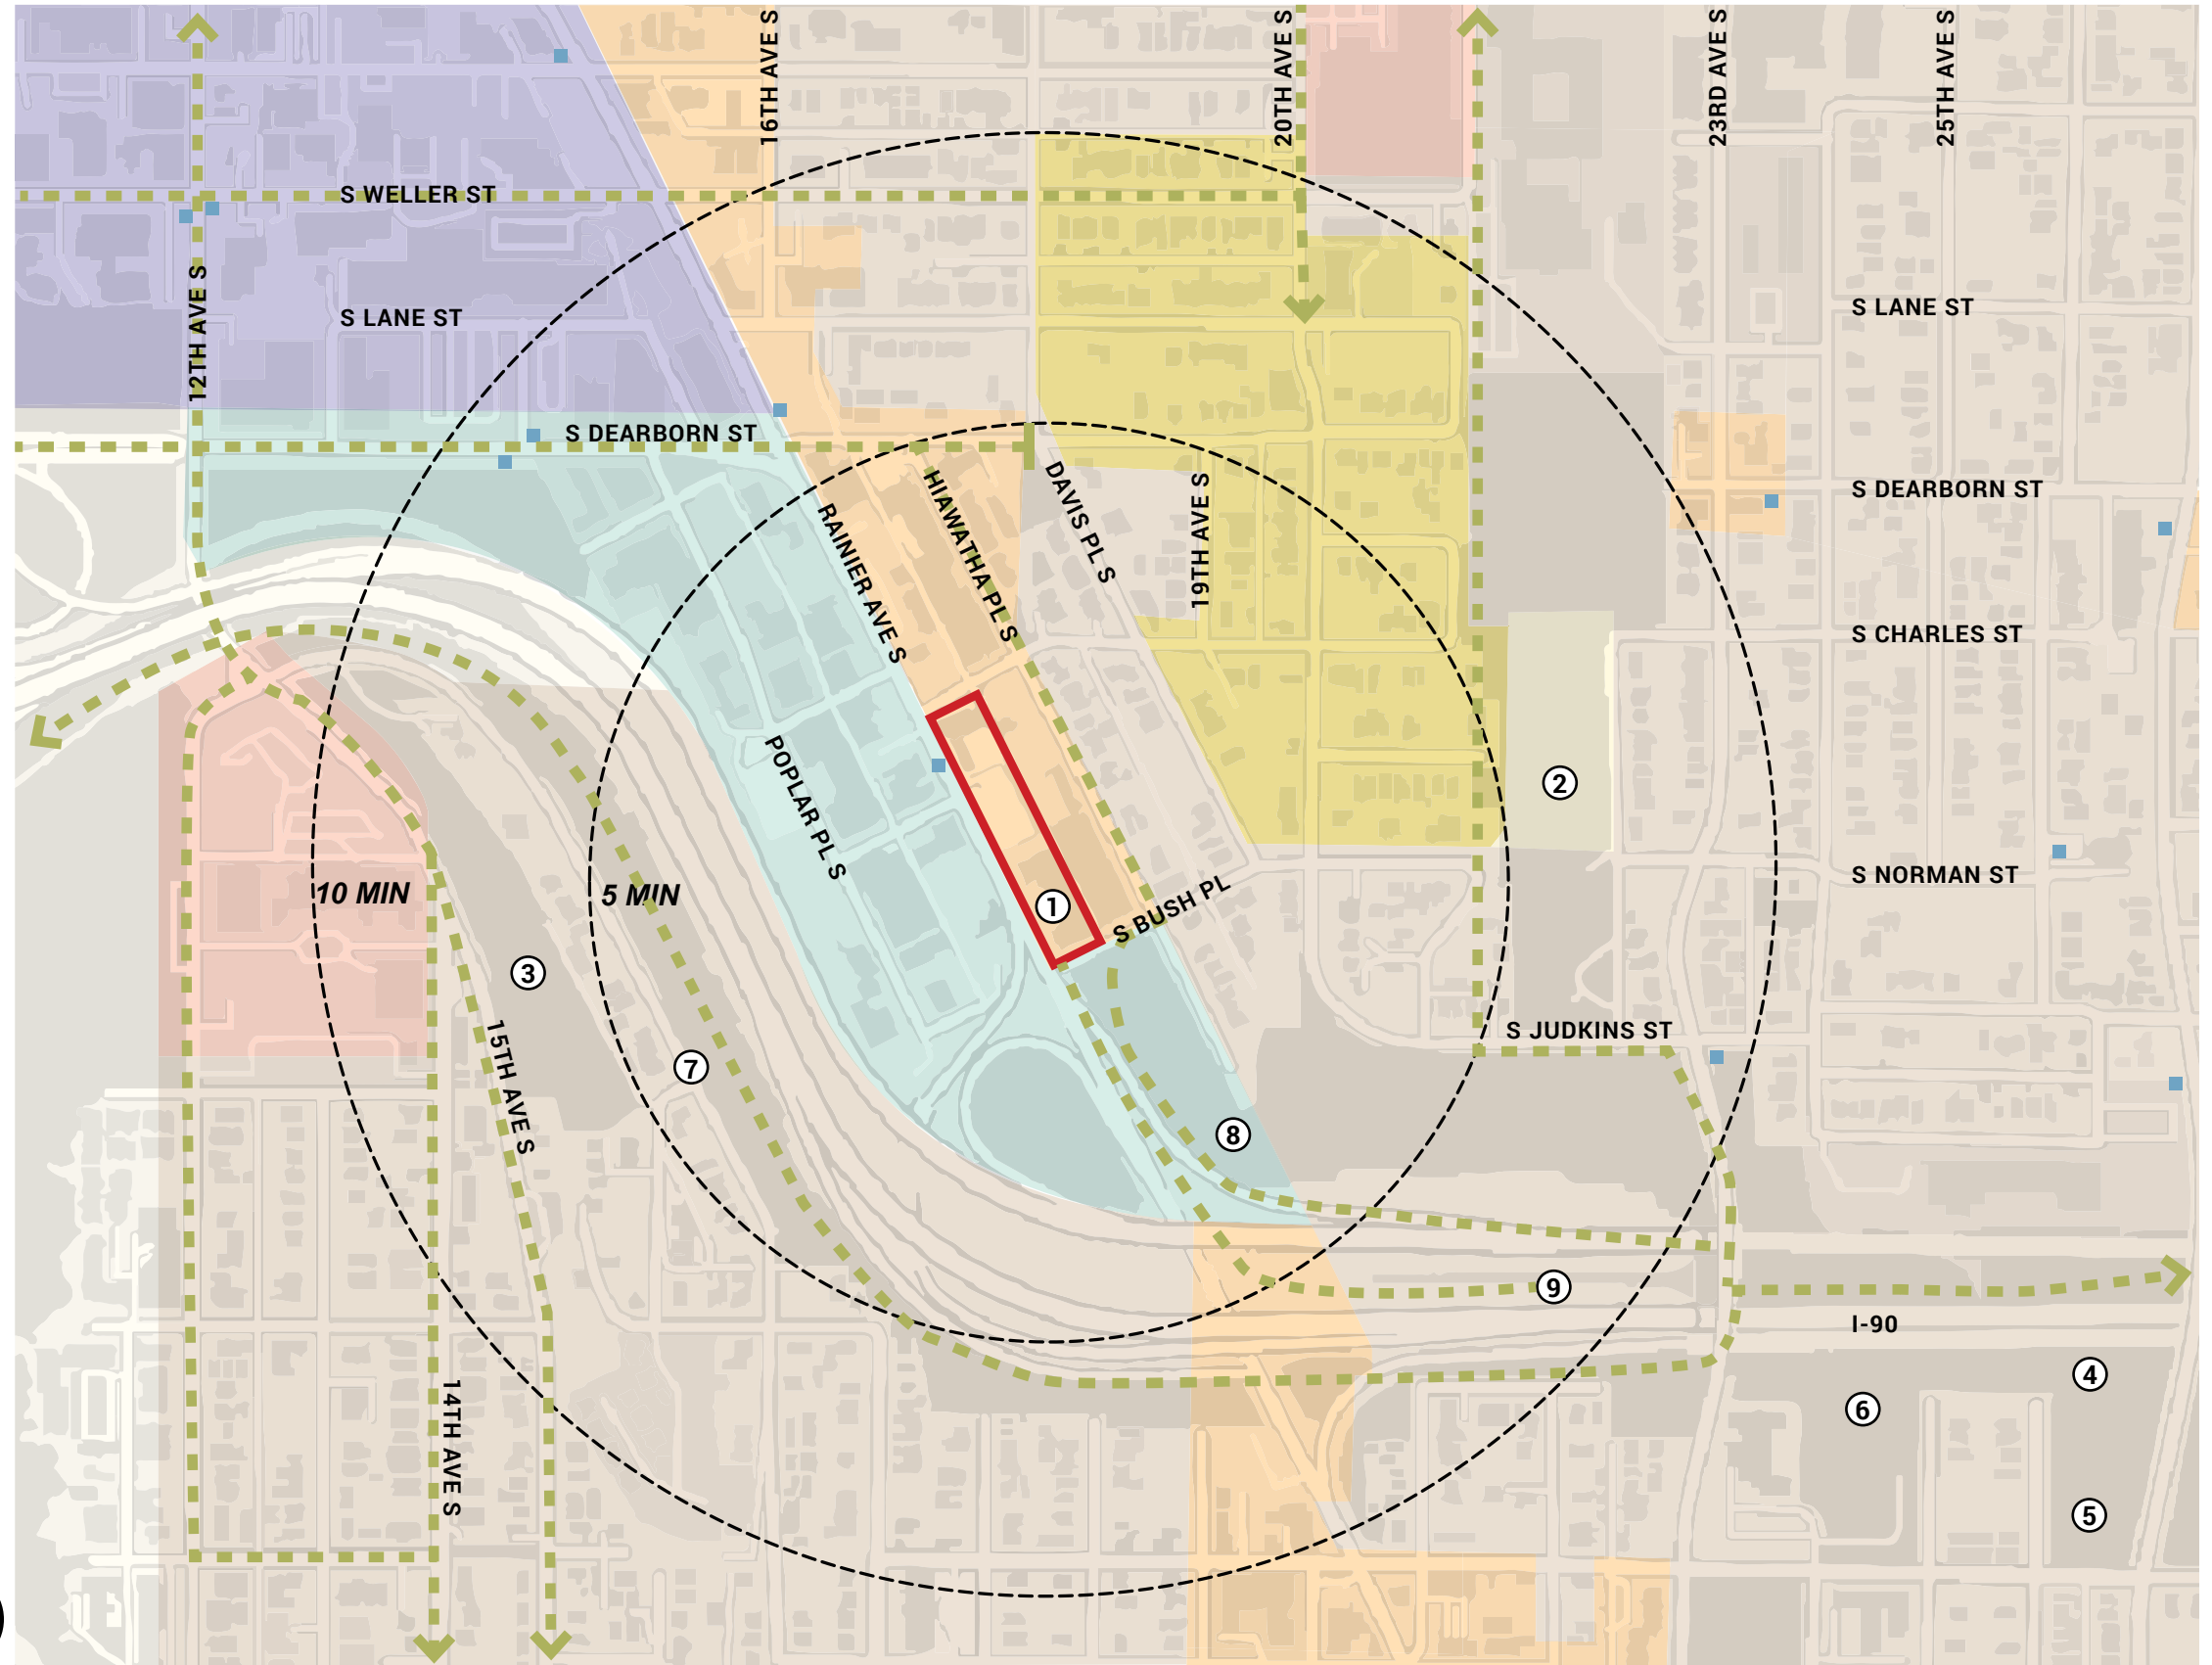 16TH AVE S
20TH AVE S
23RD AVE S
25TH AVE S
S WELLER ST
12TH AVE S
S LANE ST
S LANE ST
S DEARBORN ST
S DEARBORN ST
HIAWATHA PL S
DAVIS PL S
19TH AVE S
RAINIER AVE S
S CHARLES ST
POPLAR PL S
2
10 MIN
5 MIN
1
S BUSH PL
S NORMAN ST
3
15TH AVE S
S JUDKINS ST
7
8
9
I-90
4
14TH AVE S
6
5